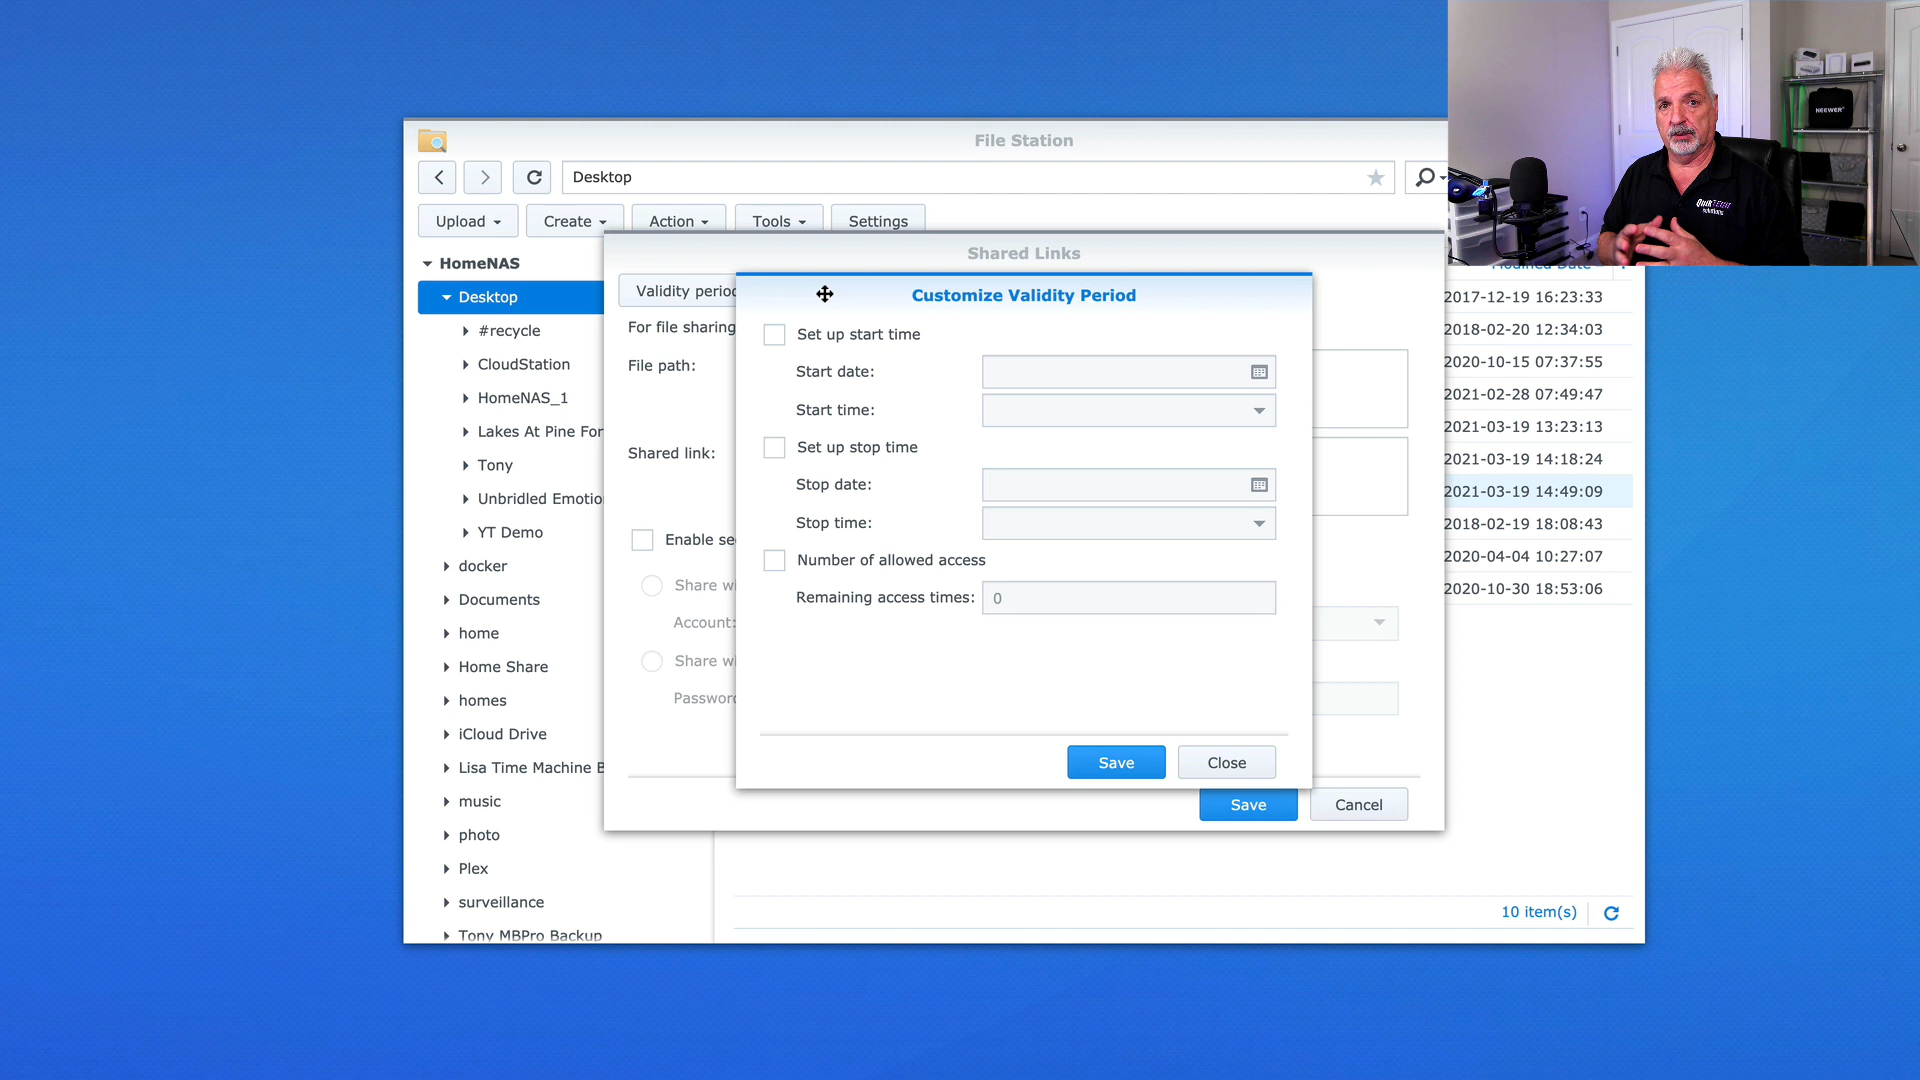 File Station
Desktop
Upload
Create
Action
Tools
Settings
HomeNAS
Desktop
#recycle
CloudStation
HomeNAS_1
Lakes At Pine For
Tony
Unbridled Emotio
YT Demo
docker
Documents
home
Home Share
homes
iCloud Drive
Lisa Time Machine B
music
photo
Plex
surveillance
Tony MBPro Backup
Shared Links
Validity period
For file sharing
File path:
Shared link:
Enable se
Share wi
Account:
Share wi
Password
Save
Cancel
Customize Validity Period
Set up start time
Start date:
Start time:
Set up stop time
Stop date:
Stop time:
Number of allowed access
Remaining access times: 0
Save
Close
Modified Date
2017-12-19 16:23:33
2018-02-20 12:34:03
2020-10-15 07:37:55
2021-02-28 07:49:47
2021-03-19 13:23:13
2021-03-19 14:18:24
2021-03-19 14:49:09
2018-02-19 18:08:43
2020-04-04 10:27:07
2020-10-30 18:53:06
10 item(s)
NEEWER
QuikTECH
solutions